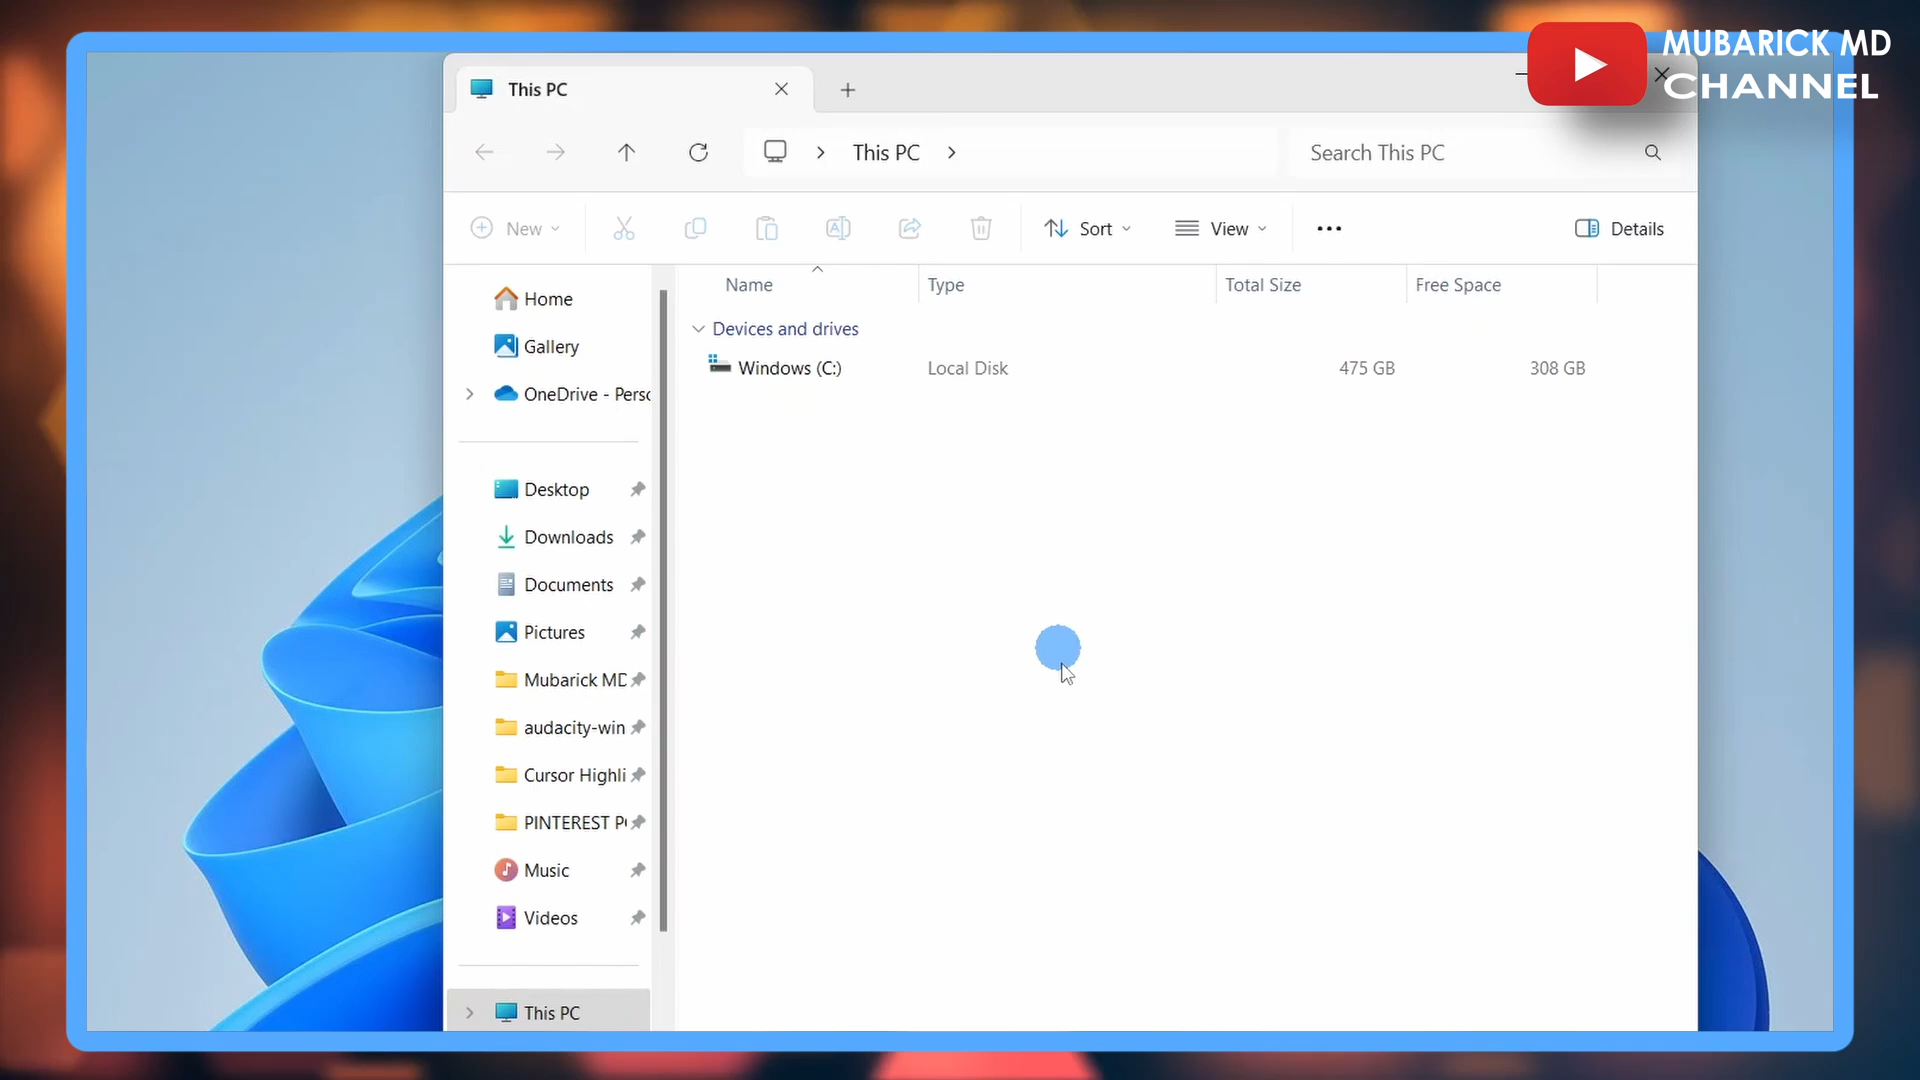 MUBARICK MD
CHANNEL
This PC
This PC
Search This PC
New
Sort
View
Details
Home
Gallery
OneDrive - Perso
Desktop
Downloads
Documents
Pictures
Mubarick MD
audacity-win
Cursor Highli
PINTEREST P
Music
Videos
This PC
Name
Type
Total Size
Free Space
Devices and drives
Windows (C:)
Local Disk
475 GB
308 GB